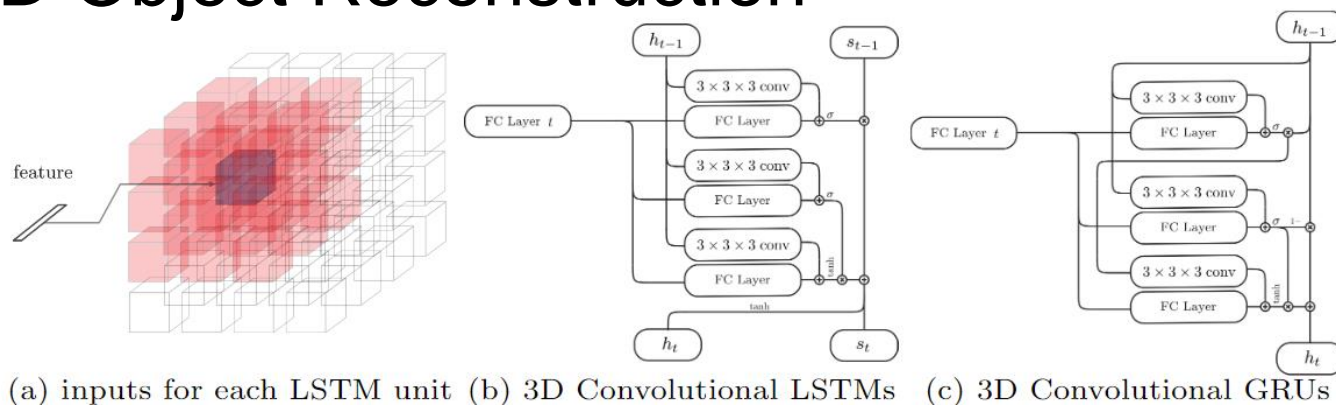 D Object Reconstruction
feature
h_{t-1}
s_{t-1}
3 × 3 × 3 conv
FC Layer t
FC Layer
σ
3 × 3 × 3 conv
FC Layer
σ
3 × 3 × 3 conv
FC Layer
tanh
tanh
h_t
s_t
h_{t-1}
3 × 3 × 3 conv
FC Layer t
FC Layer
σ
3 × 3 × 3 conv
FC Layer
σ
1−
3 × 3 × 3 conv
FC Layer
tanh
h_t
(a) inputs for each LSTM unit (b) 3D Convolutional LSTMs (c) 3D Convolutional GRUs